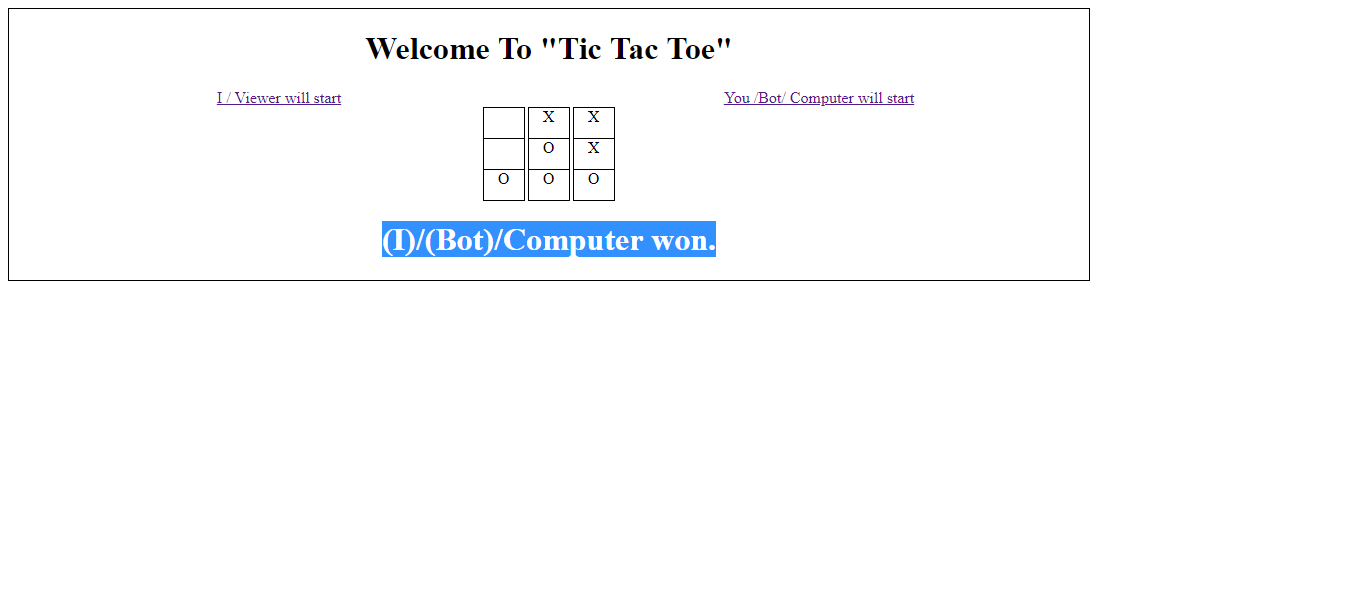 Welcome To "Tic Tac Toe"
I / Viewer will start
You /Bot/ Computer will start
X X
O X
O O O
(I)/(Bot)/Computer won.